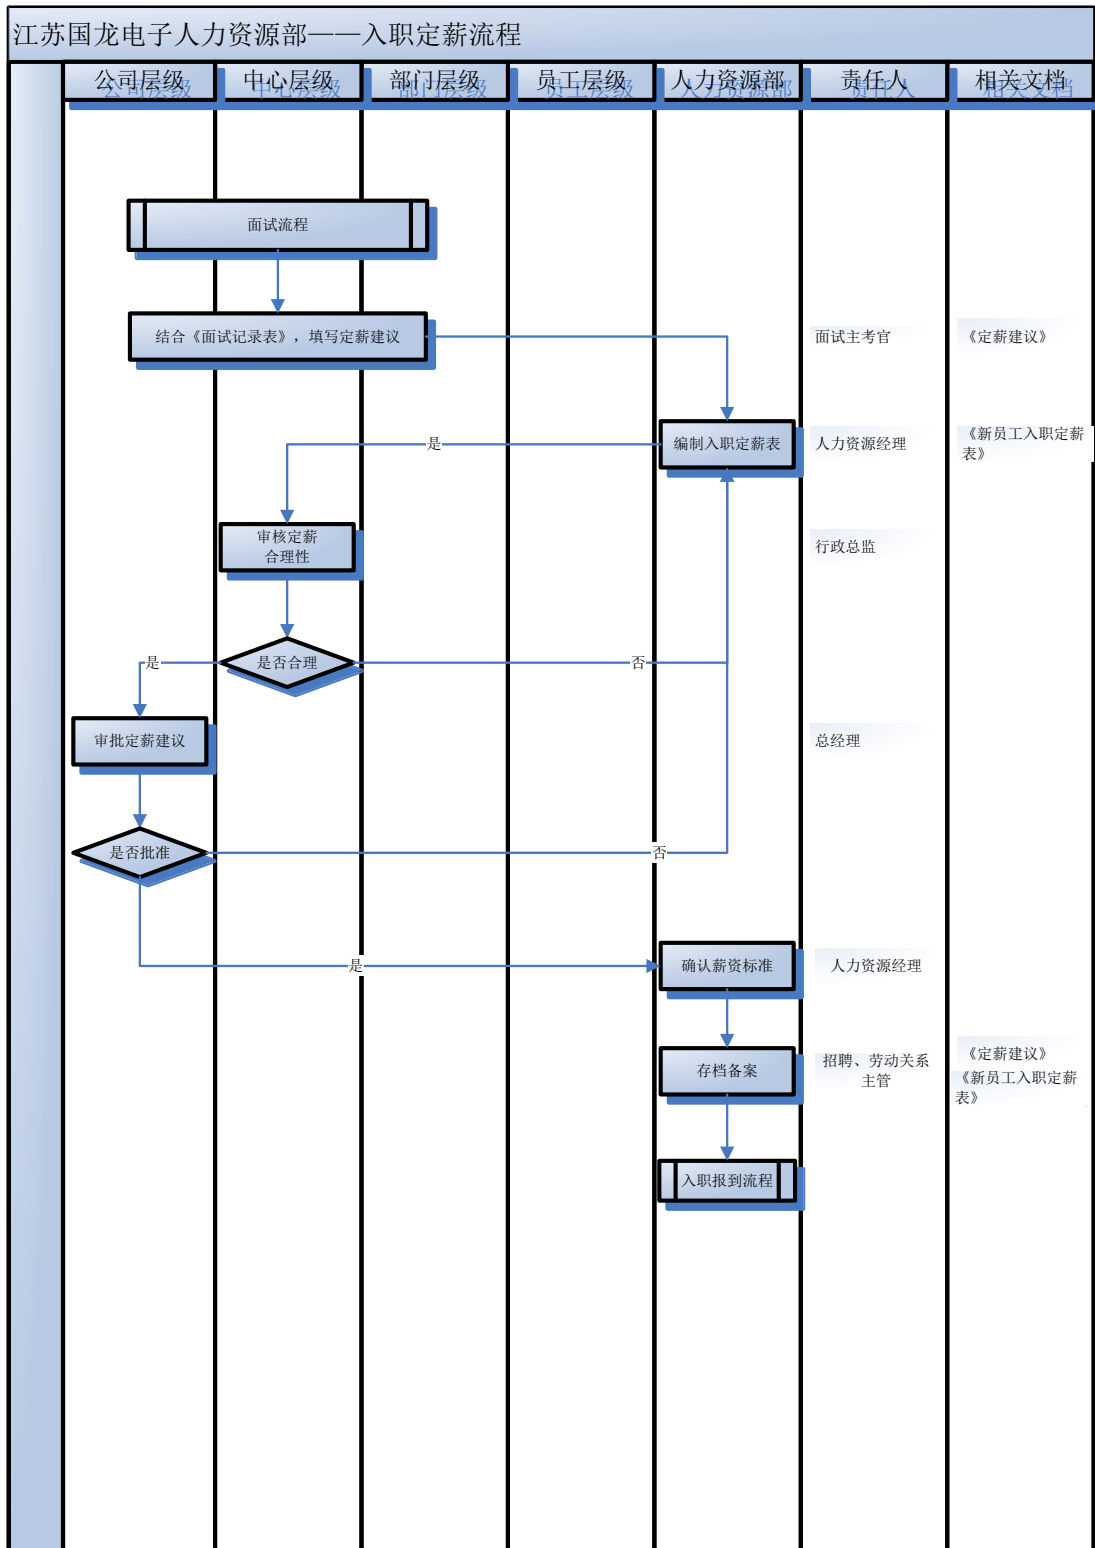 江苏国龙电子人力资源部——入职定薪流程
公司层级
中心层级
部门层级
员工层级
人力资源部
责任人
相关文档
面试流程
结合《面试记录表》，填写定薪建议
面试主考官
《定薪建议》
是
编制入职定薪表
人力资源经理
《新员工入职定薪
表》
审核定薪
合理性
行政总监
是
是否合理
否
审批定薪建议
总经理
是否批准
否
是
确认薪资标准
人力资源经理
存档备案
招聘、劳动关系
主管
《定薪建议》
《新员工入职定薪
表》
入职报到流程